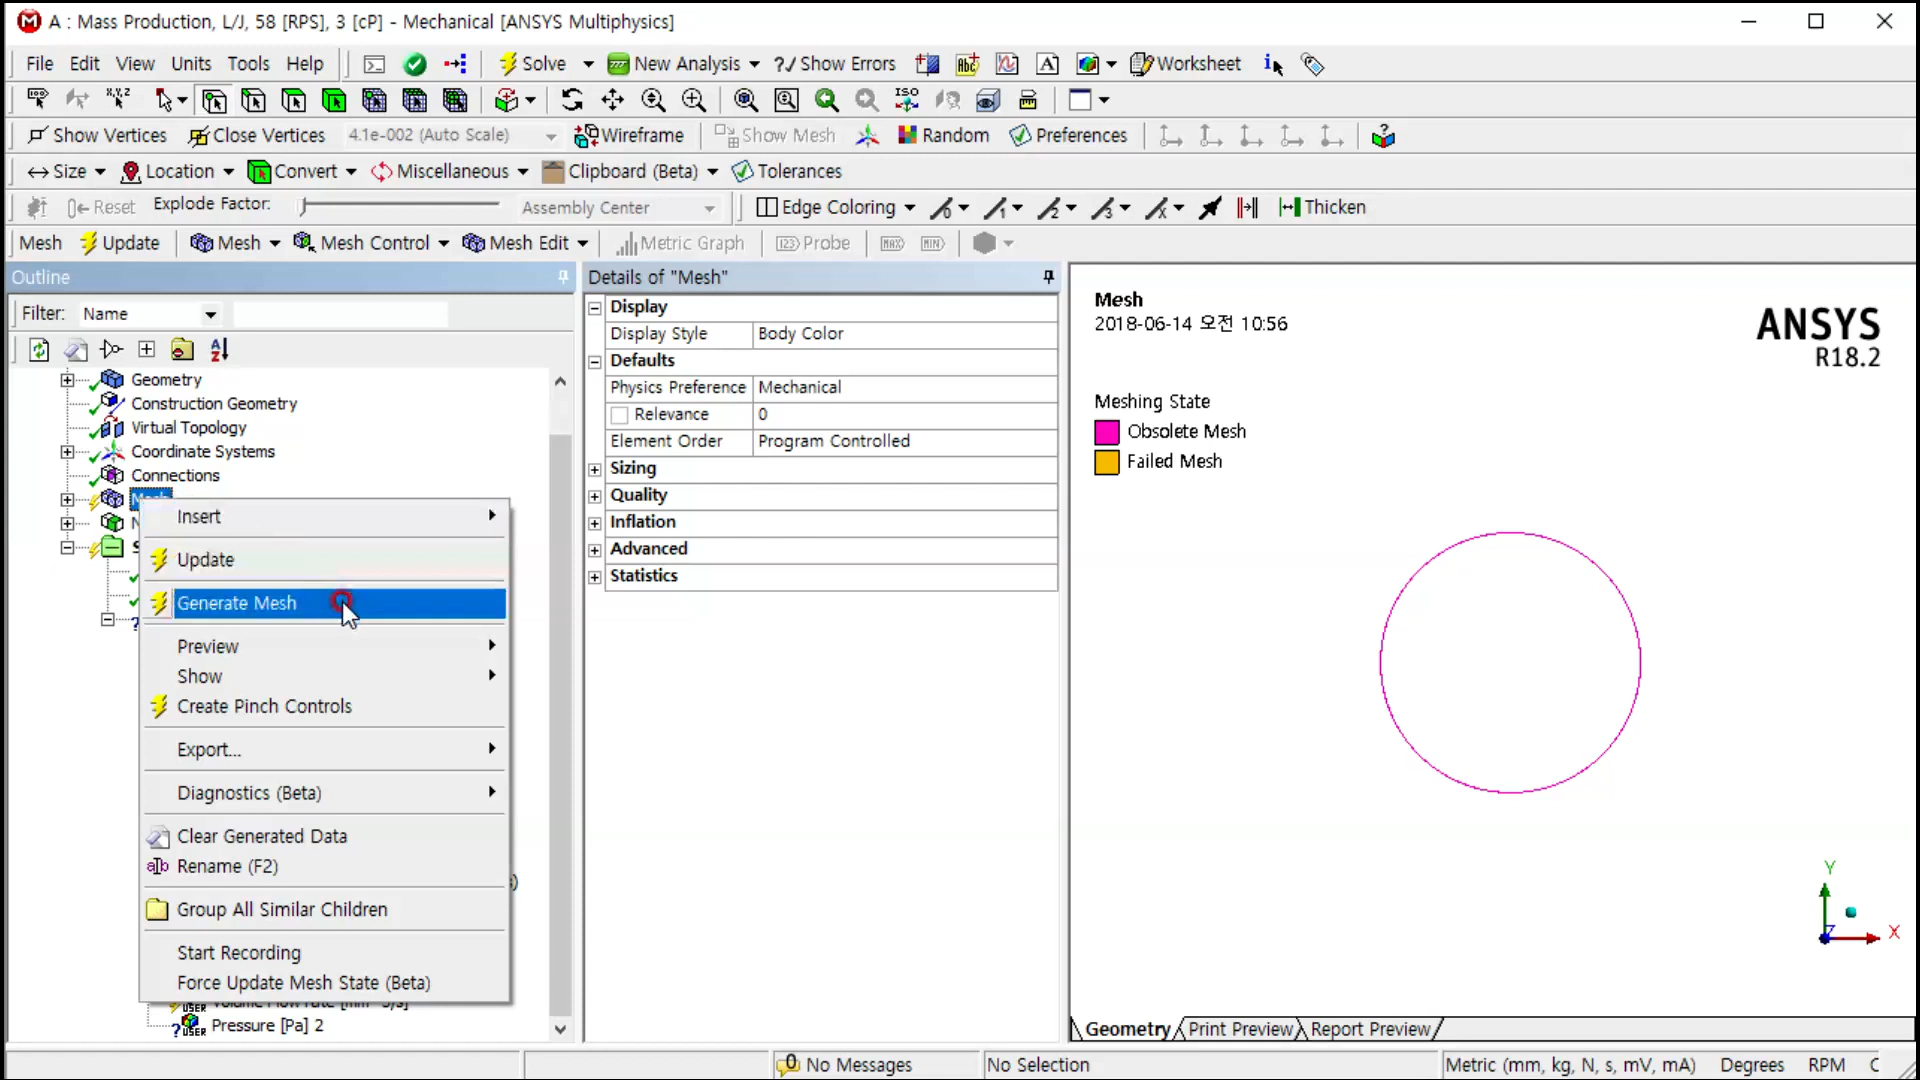 A : Mass Production, L/J, 58 [RPS], 3 [cP] - Mechanical [ANSYS Multiphysics]
File Edit View Units Tools Help Solve New Analysis ?✓ Show Errors Worksheet
Show Vertices Close Vertices 4.1e-002 (Auto Scale) Wireframe Show Mesh Random Preferences
Size Location Convert Miscellaneous Clipboard (Beta) Tolerances
Reset Explode Factor: Assembly Center Edge Coloring Thicken
Mesh Update Mesh Mesh Control Mesh Edit Metric Graph Probe
Outline
Filter: Name
Geometry
Construction Geometry
Virtual Topology
Coordinate Systems
Connections
Mesh
Insert
Update
Generate Mesh
Preview
Show
Create Pinch Controls
Export...
Diagnostics (Beta)
Clear Generated Data
Rename (F2)
Group All Similar Children
Start Recording
Force Update Mesh State (Beta)
Pressure [Pa] 2
Details of "Mesh"
Display
Display Style Body Color
Defaults
Physics Preference Mechanical
Relevance 0
Element Order Program Controlled
Sizing
Quality
Inflation
Advanced
Statistics
Mesh
2018-06-14 오전 10:56
ANSYS
R18.2
Meshing State
Obsolete Mesh
Failed Mesh
Y
Z
X
Geometry Print Preview Report Preview
0 No Messages No Selection Metric (mm, kg, N, s, mV, mA) Degrees RPM C